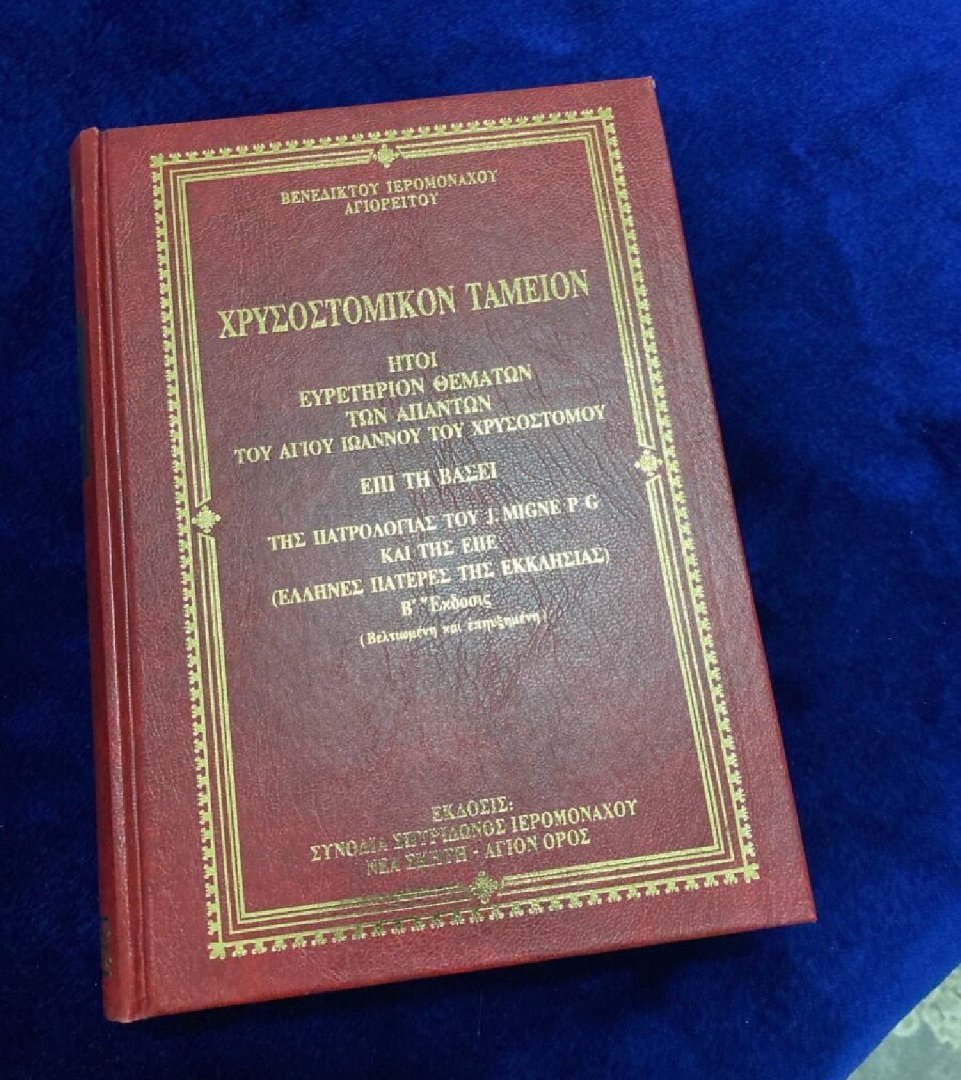 ΒΕΝΕΔΙΚΤΟΥ ΙΕΡΟΜΟΝΑΧΟΥ
ΑΓΙΟΡΕΙΤΟΥ
ΧΡΥΣΟΣΤΟΜΙΚΟΝ ΤΑΜΕΙΟΝ
ΗΤΟΙ
ΕΥΡΕΤΗΡΙΟΝ ΘΕΜΑΤΩΝ
ΤΩΝ ΑΠΑΝΤΩΝ
ΤΟΥ ΑΓΙΟΥ ΙΩΑΝΝΟΥ ΤΟΥ ΧΡΥΣΟΣΤΟΜΟΥ
ΕΠΙ ΤΗ ΒΑΣΕΙ
ΤΗΣ ΠΑΤΡΟΛΟΓΙΑΣ ΤΟΥ J. MIGNE P G
ΚΑΙ ΤΗΣ ΕΠΕ
(ΕΛΛΗΝΕΣ ΠΑΤΕΡΕΣ ΤΗΣ ΕΚΚΛΗΣΙΑΣ)
Β' Ἔκδοσις
(Βελτιωμένη καὶ ἐπηυξημένη)
ΕΚΔΟΣΙΣ:
ΣΥΝΟΔΙΑ ΣΠΥΡΙΔΩΝΟΣ ΙΕΡΟΜΟΝΑΧΟΥ
ΝΕΑ ΣΚΗΤΗ - ΑΓΙΟΝ ΟΡΟΣ